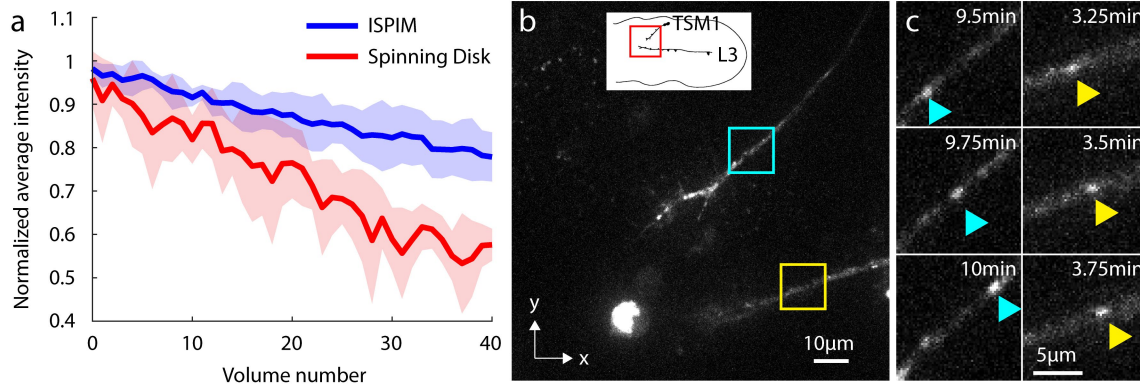 a
ISPIM
Spinning Disk
Normalized average intensity
1
0.9
0.8
0.7
0.6
0.5
0.4
0
10
20
30
40
Volume number
b
TSM1
L3
y
x
10μm
c
9.5min
3.25min
9.75min
3.5min
10min
3.75min
5μm